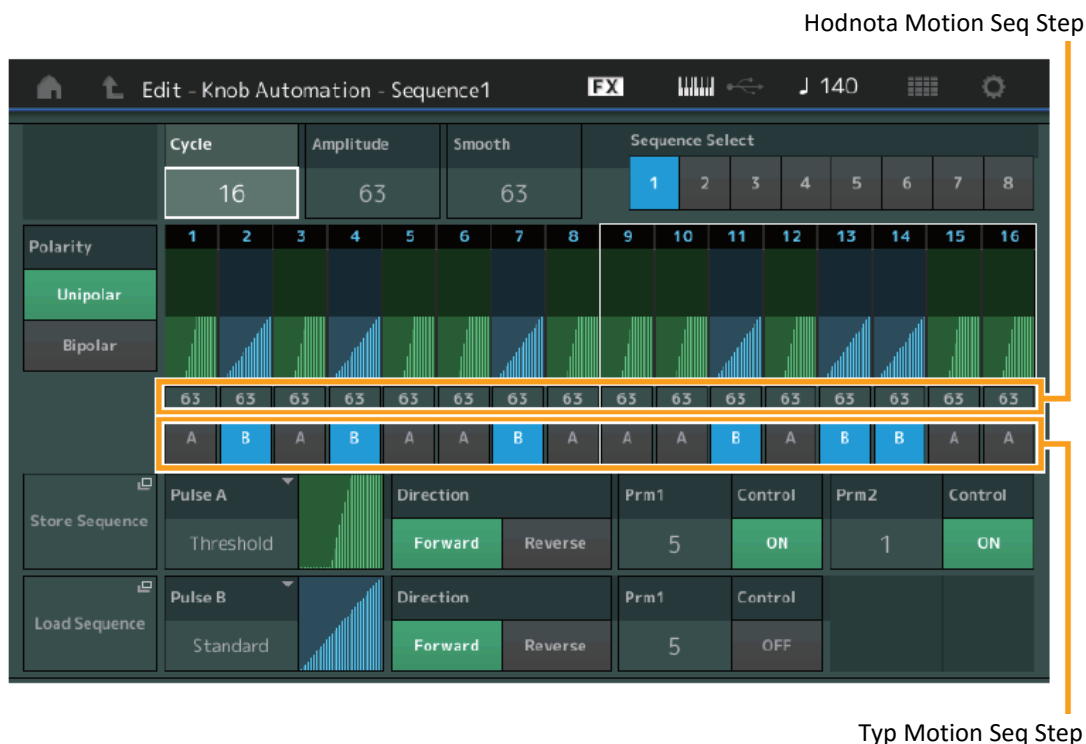 Hodnota Motion Seq Step
Edit - Knob Automation - Sequence1 FX ♩ 140
Cycle Amplitude Smooth Sequence Select
16 63 63 1 2 3 4 5 6 7 8
Polarity 1 2 3 4 5 6 7 8 9 10 11 12 13 14 15 16
Unipolar
Bipolar
63 63 63 63 63 63 63 63 63 63 63 63 63 63 63 63
A B A B A A B A A A B A B B A A
Store Sequence Pulse A Direction Prm1 Control Prm2 Control
Threshold Forward Reverse 5 ON 1 ON
Load Sequence Pulse B Direction Prm1 Control
Standard Forward Reverse 5 OFF
Typ Motion Seq Step